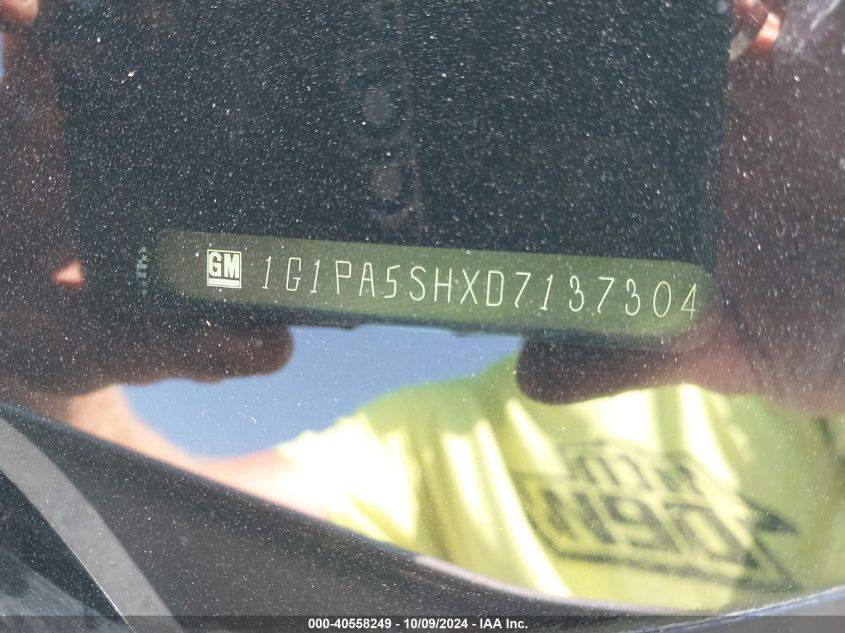 GM 1G1PA5SHXD7137304
000-40558249 - 10/09/2024 - IAA Inc.